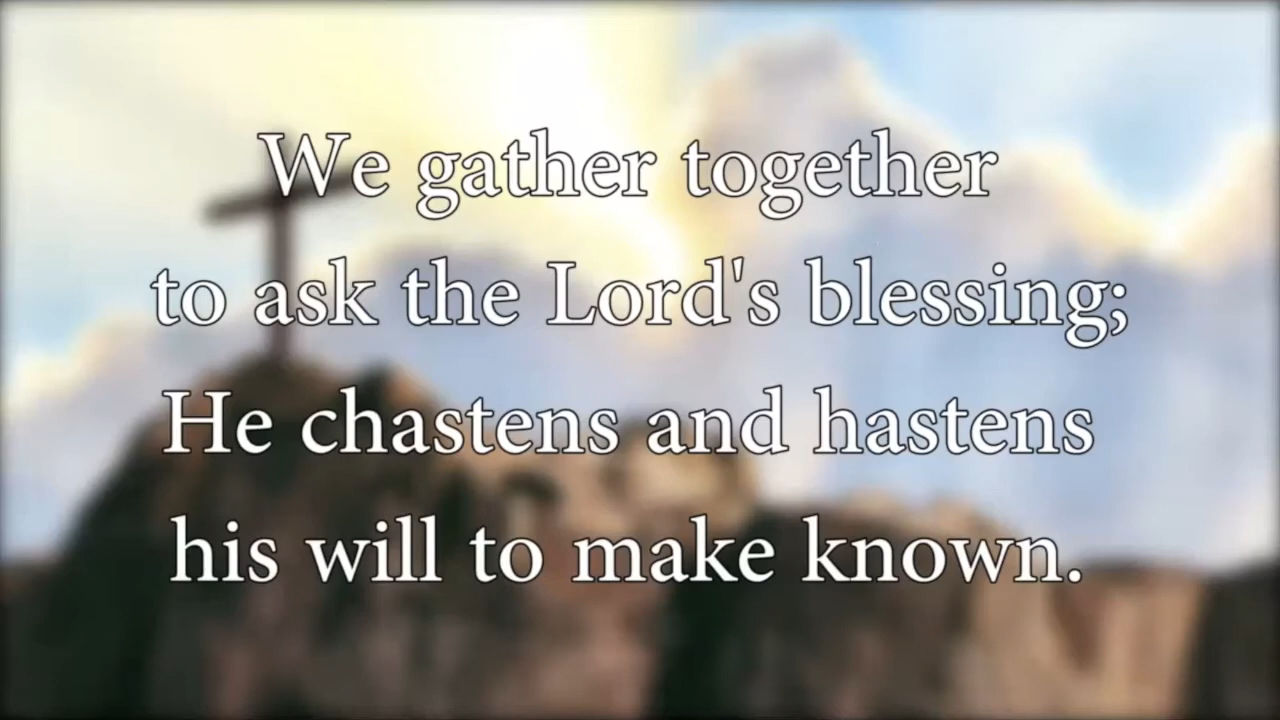 We gather together
to ask the Lord's blessing;
He chastens and hastens
his will to make known.